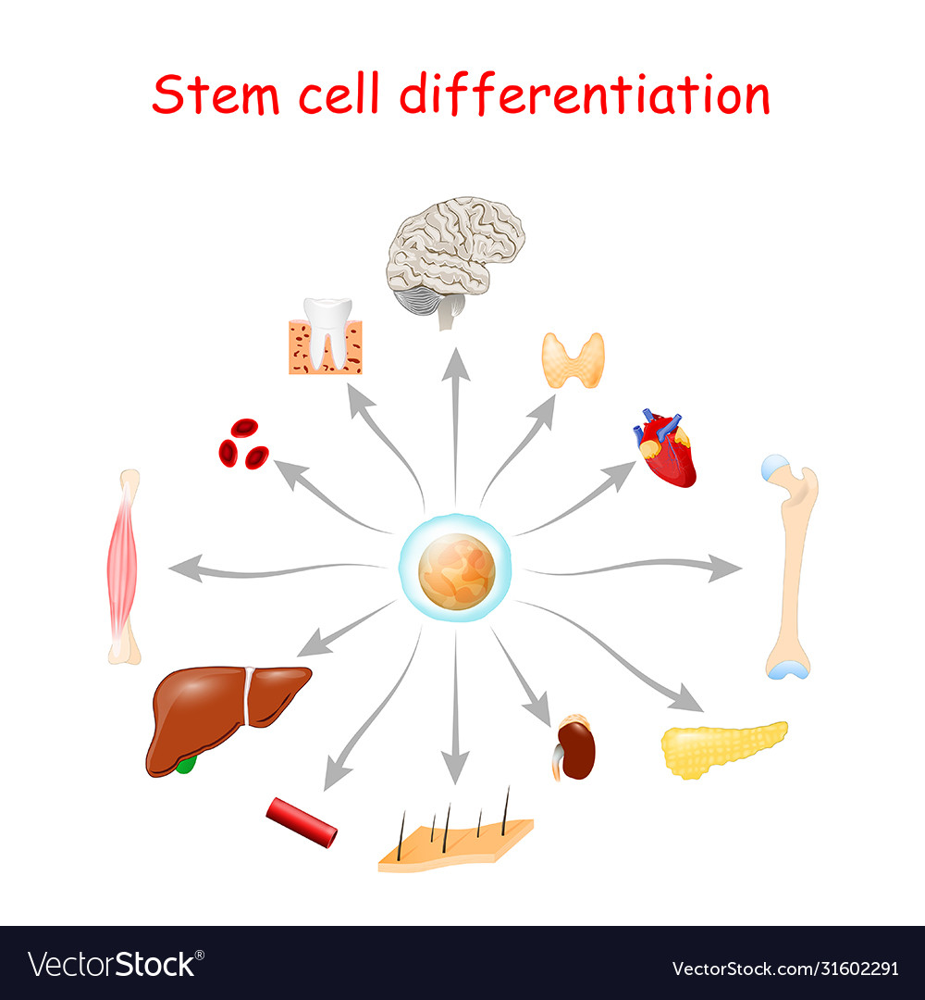 Stem cell differentiation
VectorStock®
VectorStock.com/31602291